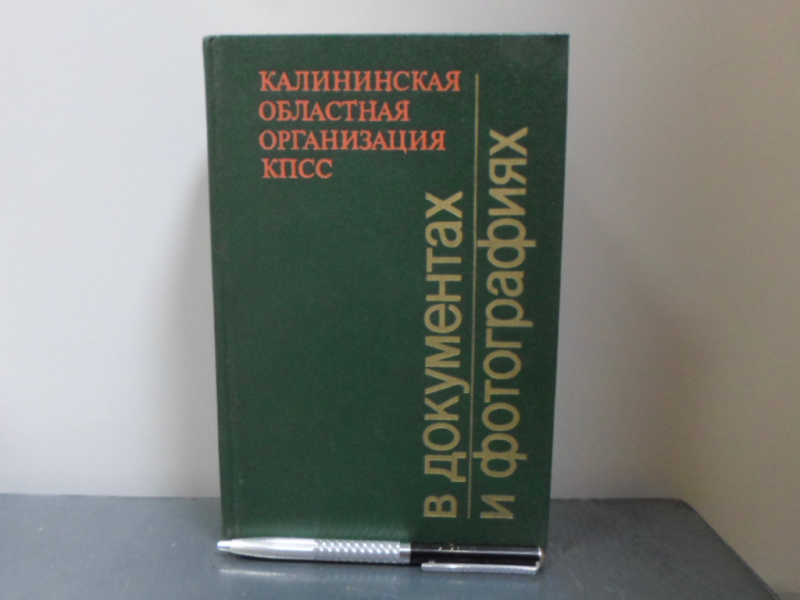 КАЛИНИНСКАЯ
ОБЛАСТНАЯ
ОРГАНИЗАЦИЯ
КПСС
в документах
и фотографиях